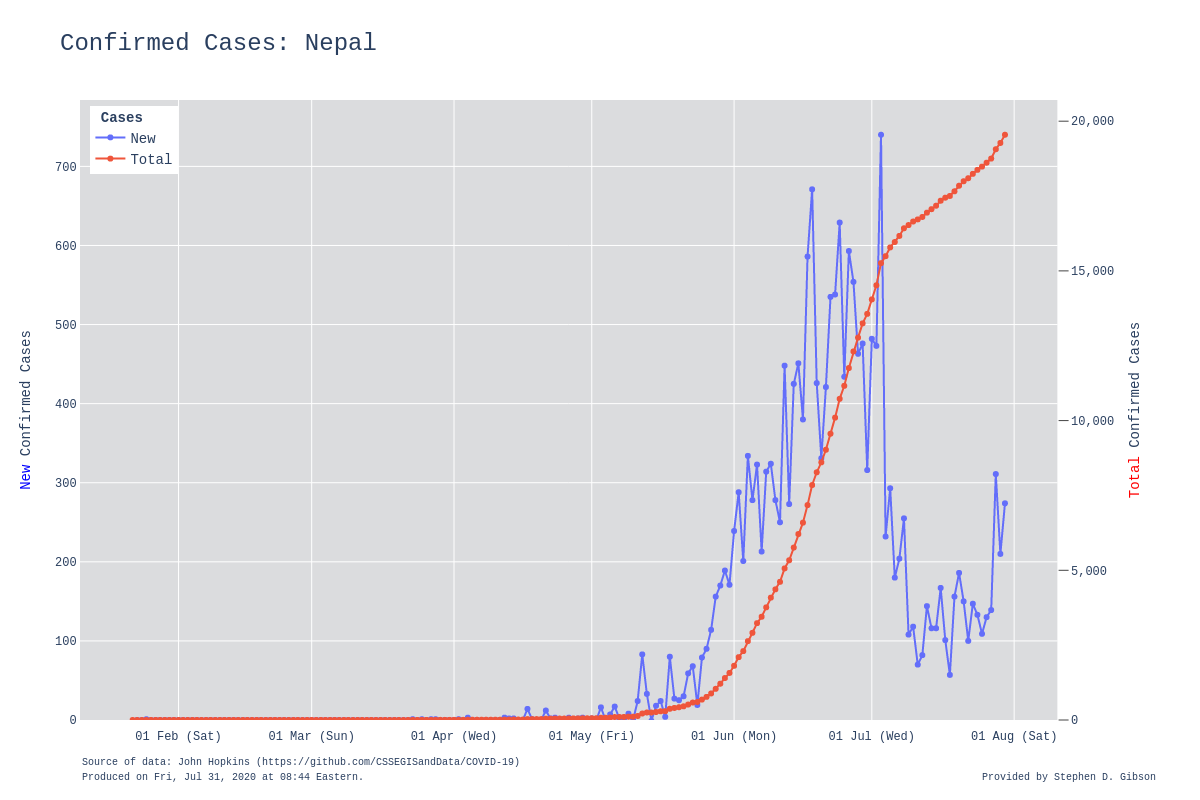 Confirmed Cases: Nepal
Cases
New
Total
700
600
500
400
300
200
100
0
20,000
15,000
10,000
5,000
0
New Confirmed Cases
Total Confirmed Cases
01 Feb (Sat) 01 Mar (Sun) 01 Apr (Wed) 01 May (Fri) 01 Jun (Mon) 01 Jul (Wed) 01 Aug (Sat)
Source of data: John Hopkins (https://github.com/CSSEGISandData/COVID-19)
Produced on Fri, Jul 31, 2020 at 08:44 Eastern.
Provided by Stephen D. Gibson